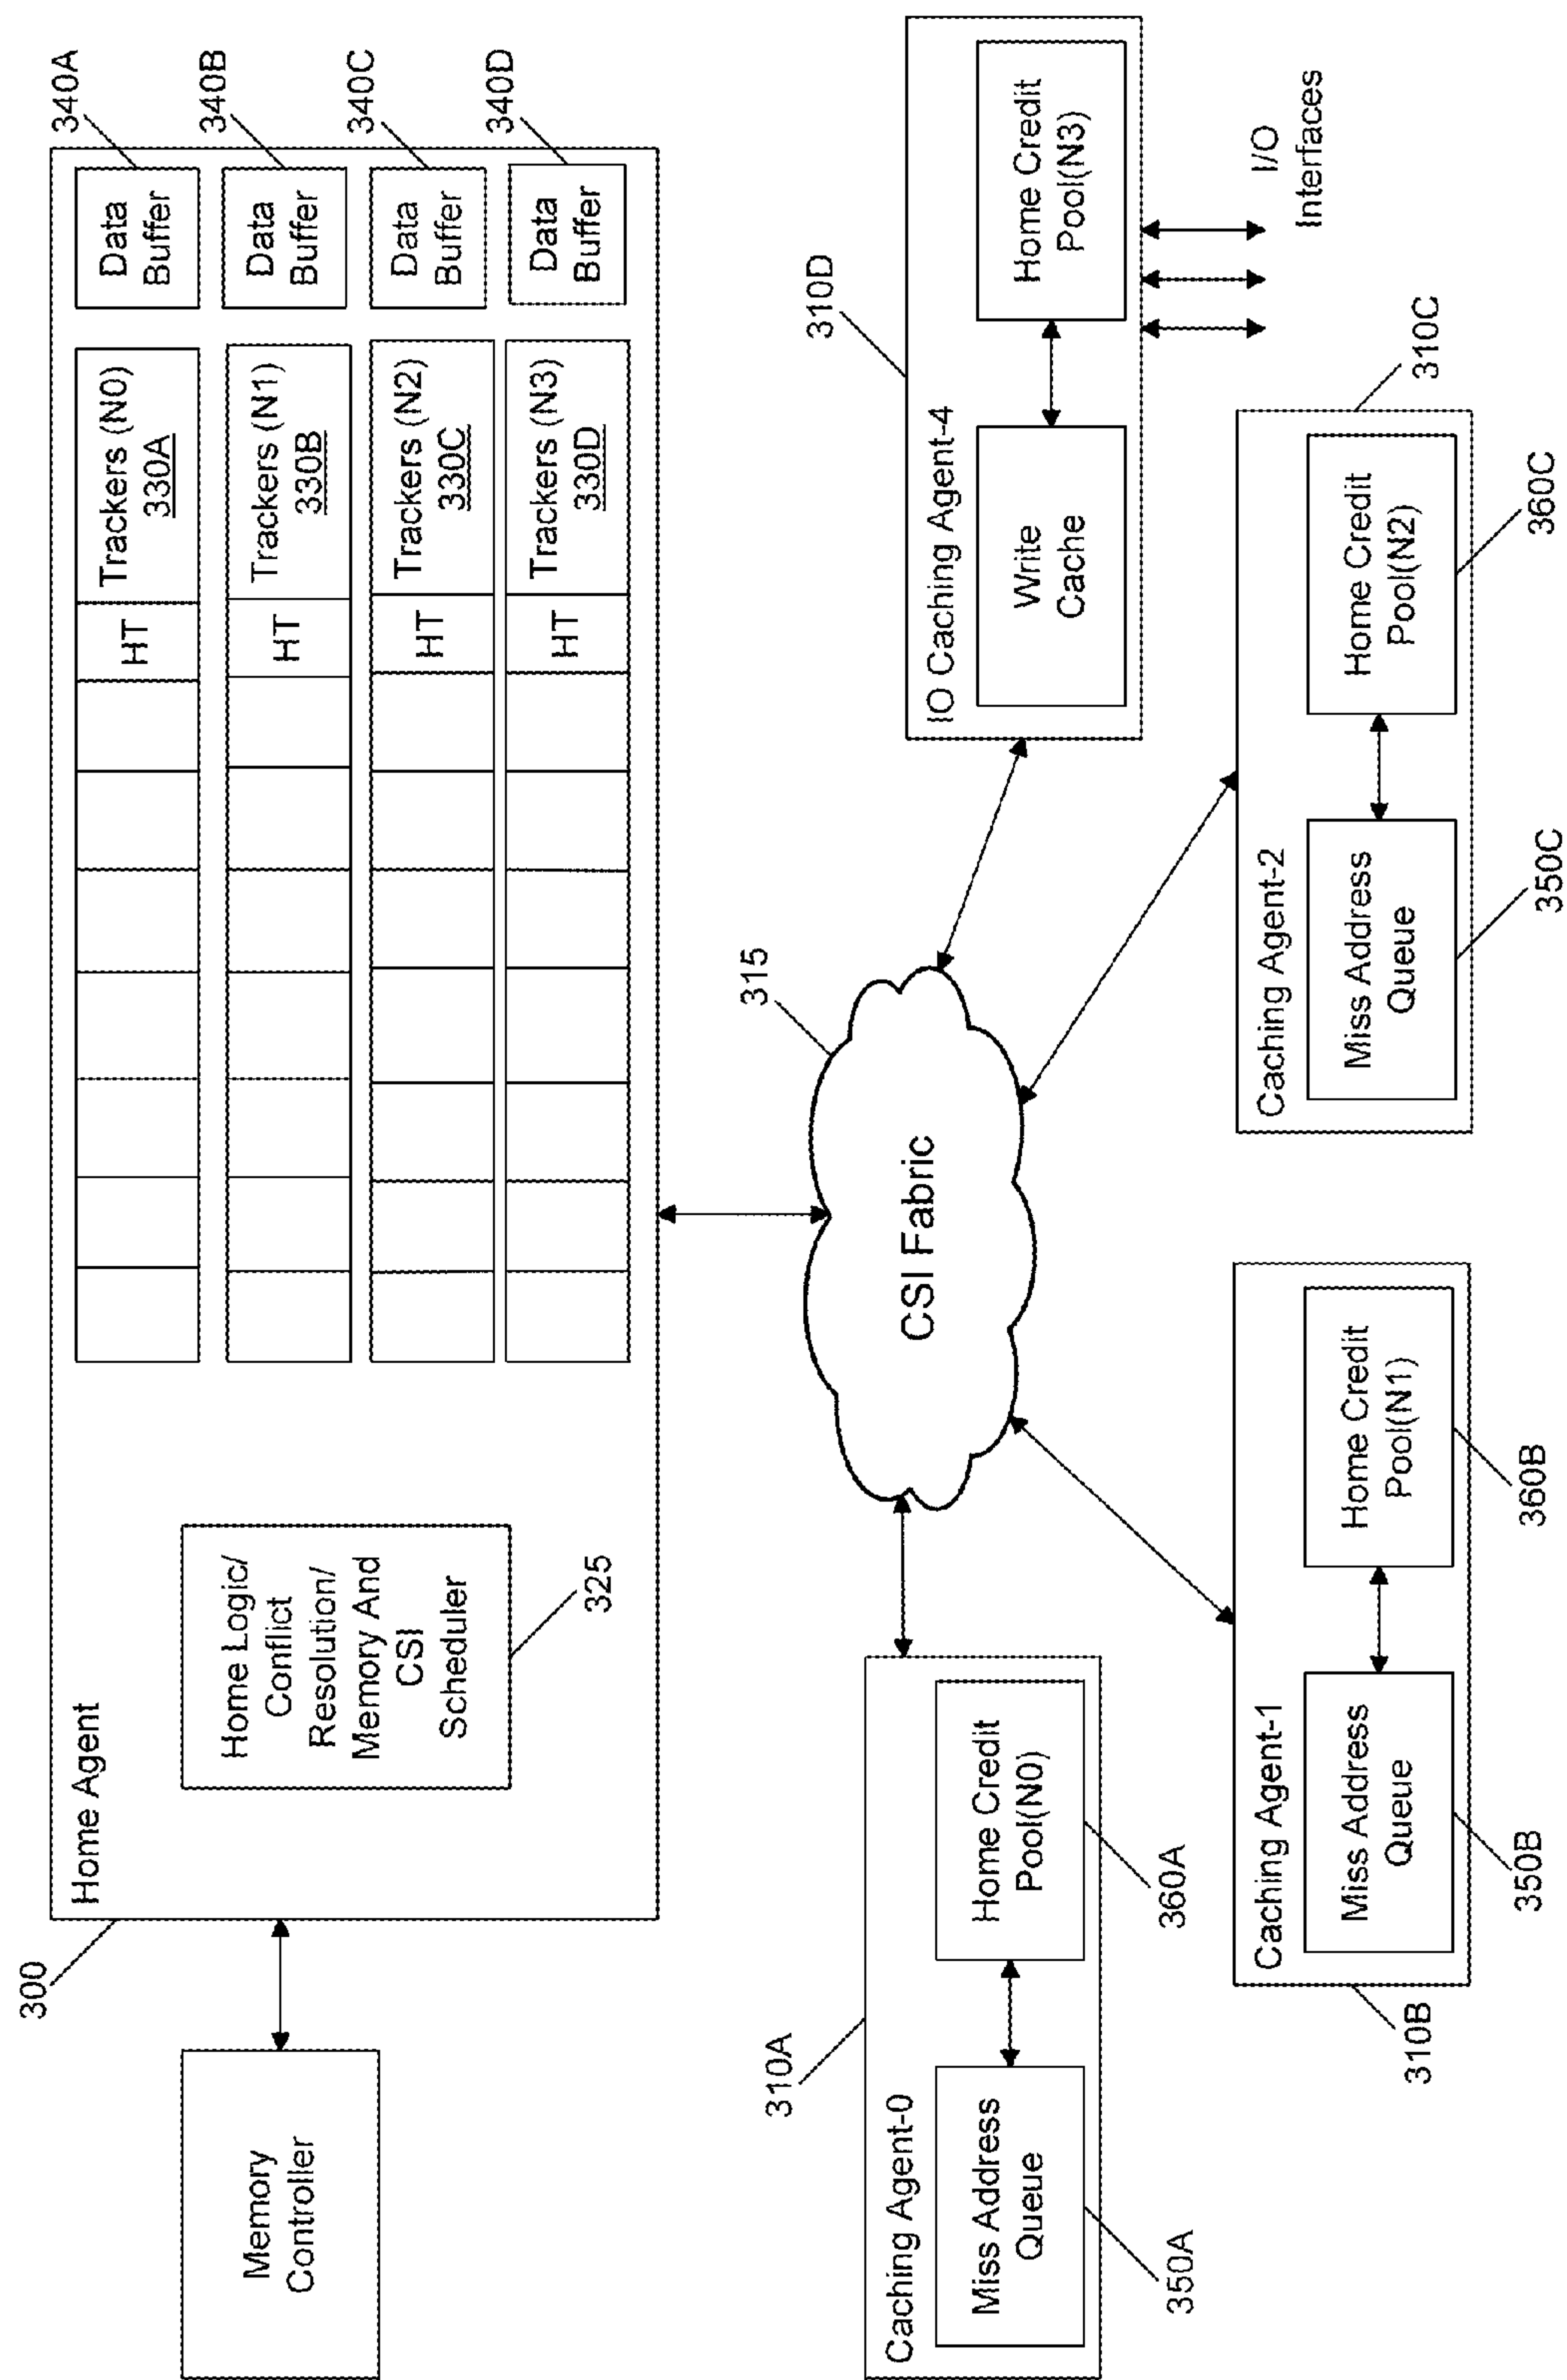 Memory
Controller
300
Home Agent
Home Logic/
Conflict
Resolution/
Memory And
CSI
Scheduler
325
HT
Trackers (N0)
330A
Data
Buffer
340A
HT
Trackers (N1)
330B
Data
Buffer
340B
HT
Trackers (N2)
330C
Data
Buffer
340C
HT
Trackers (N3)
330D
Data
Buffer
340D
315
CSI Fabric
310A
Caching Agent-0
Miss Address
Queue
350A
Home Credit
Pool(N0)
360A
310B
Caching Agent-1
Miss Address
Queue
350B
Home Credit
Pool(N1)
360B
Caching Agent-2
310C
Miss Address
Queue
350C
Home Credit
Pool(N2)
360C
310D
IO Caching Agent-4
Write
Cache
Home Credit
Pool(N3)
I/O
Interfaces